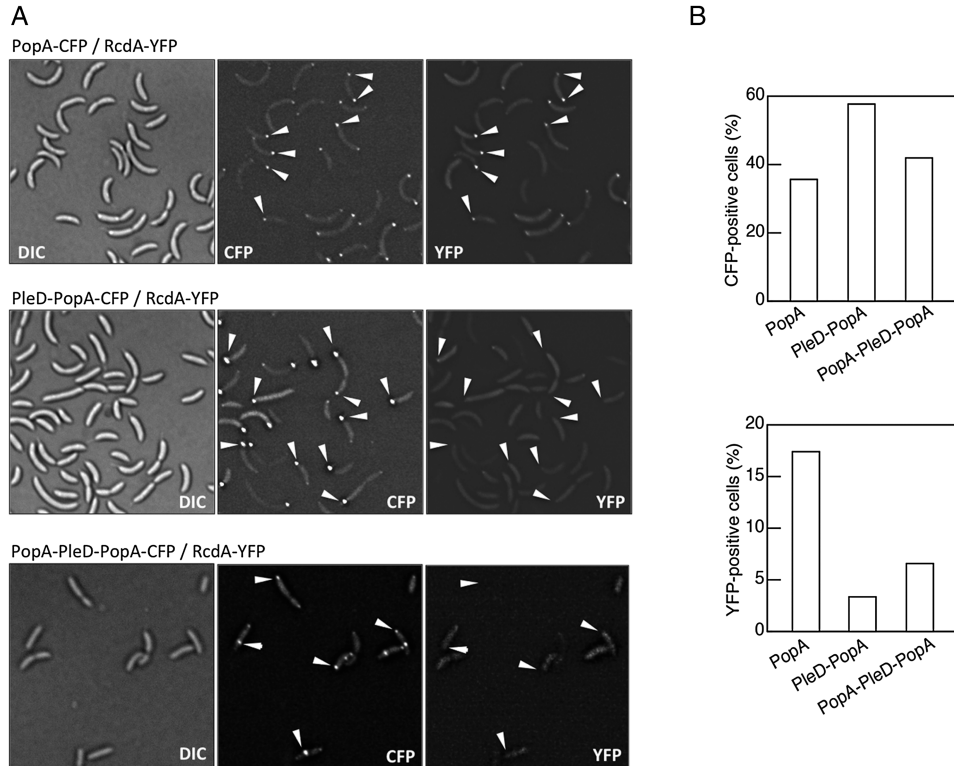 A
PopA-CFP / RcdA-YFP
DIC
CFP
YFP
PleD-PopA-CFP / RcdA-YFP
DIC
CFP
YFP
PopA-PleD-PopA-CFP / RcdA-YFP
DIC
CFP
YFP
B
CFP-positive cells (%)
60
40
20
0
PopA
PleD-PopA
PopA-PleD-PopA
YFP-positive cells (%)
20
15
10
5
0
PopA
PleD-PopA
PopA-PleD-PopA